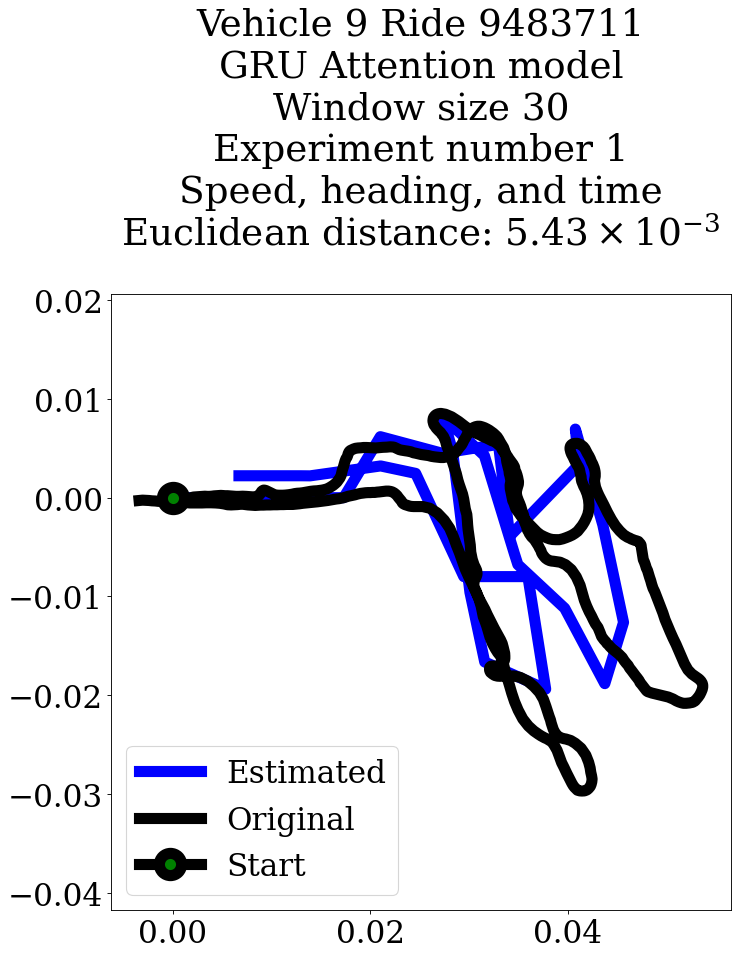 Vehicle 9 Ride 9483711
GRU Attention model
Window size 30
Experiment number 1
Speed, heading, and time
Euclidean distance: 5.43 × 10⁻³
0.02
0.01
0.00
−0.01
−0.02
−0.03
−0.04
Estimated
Original
Start
0.00 0.02 0.04